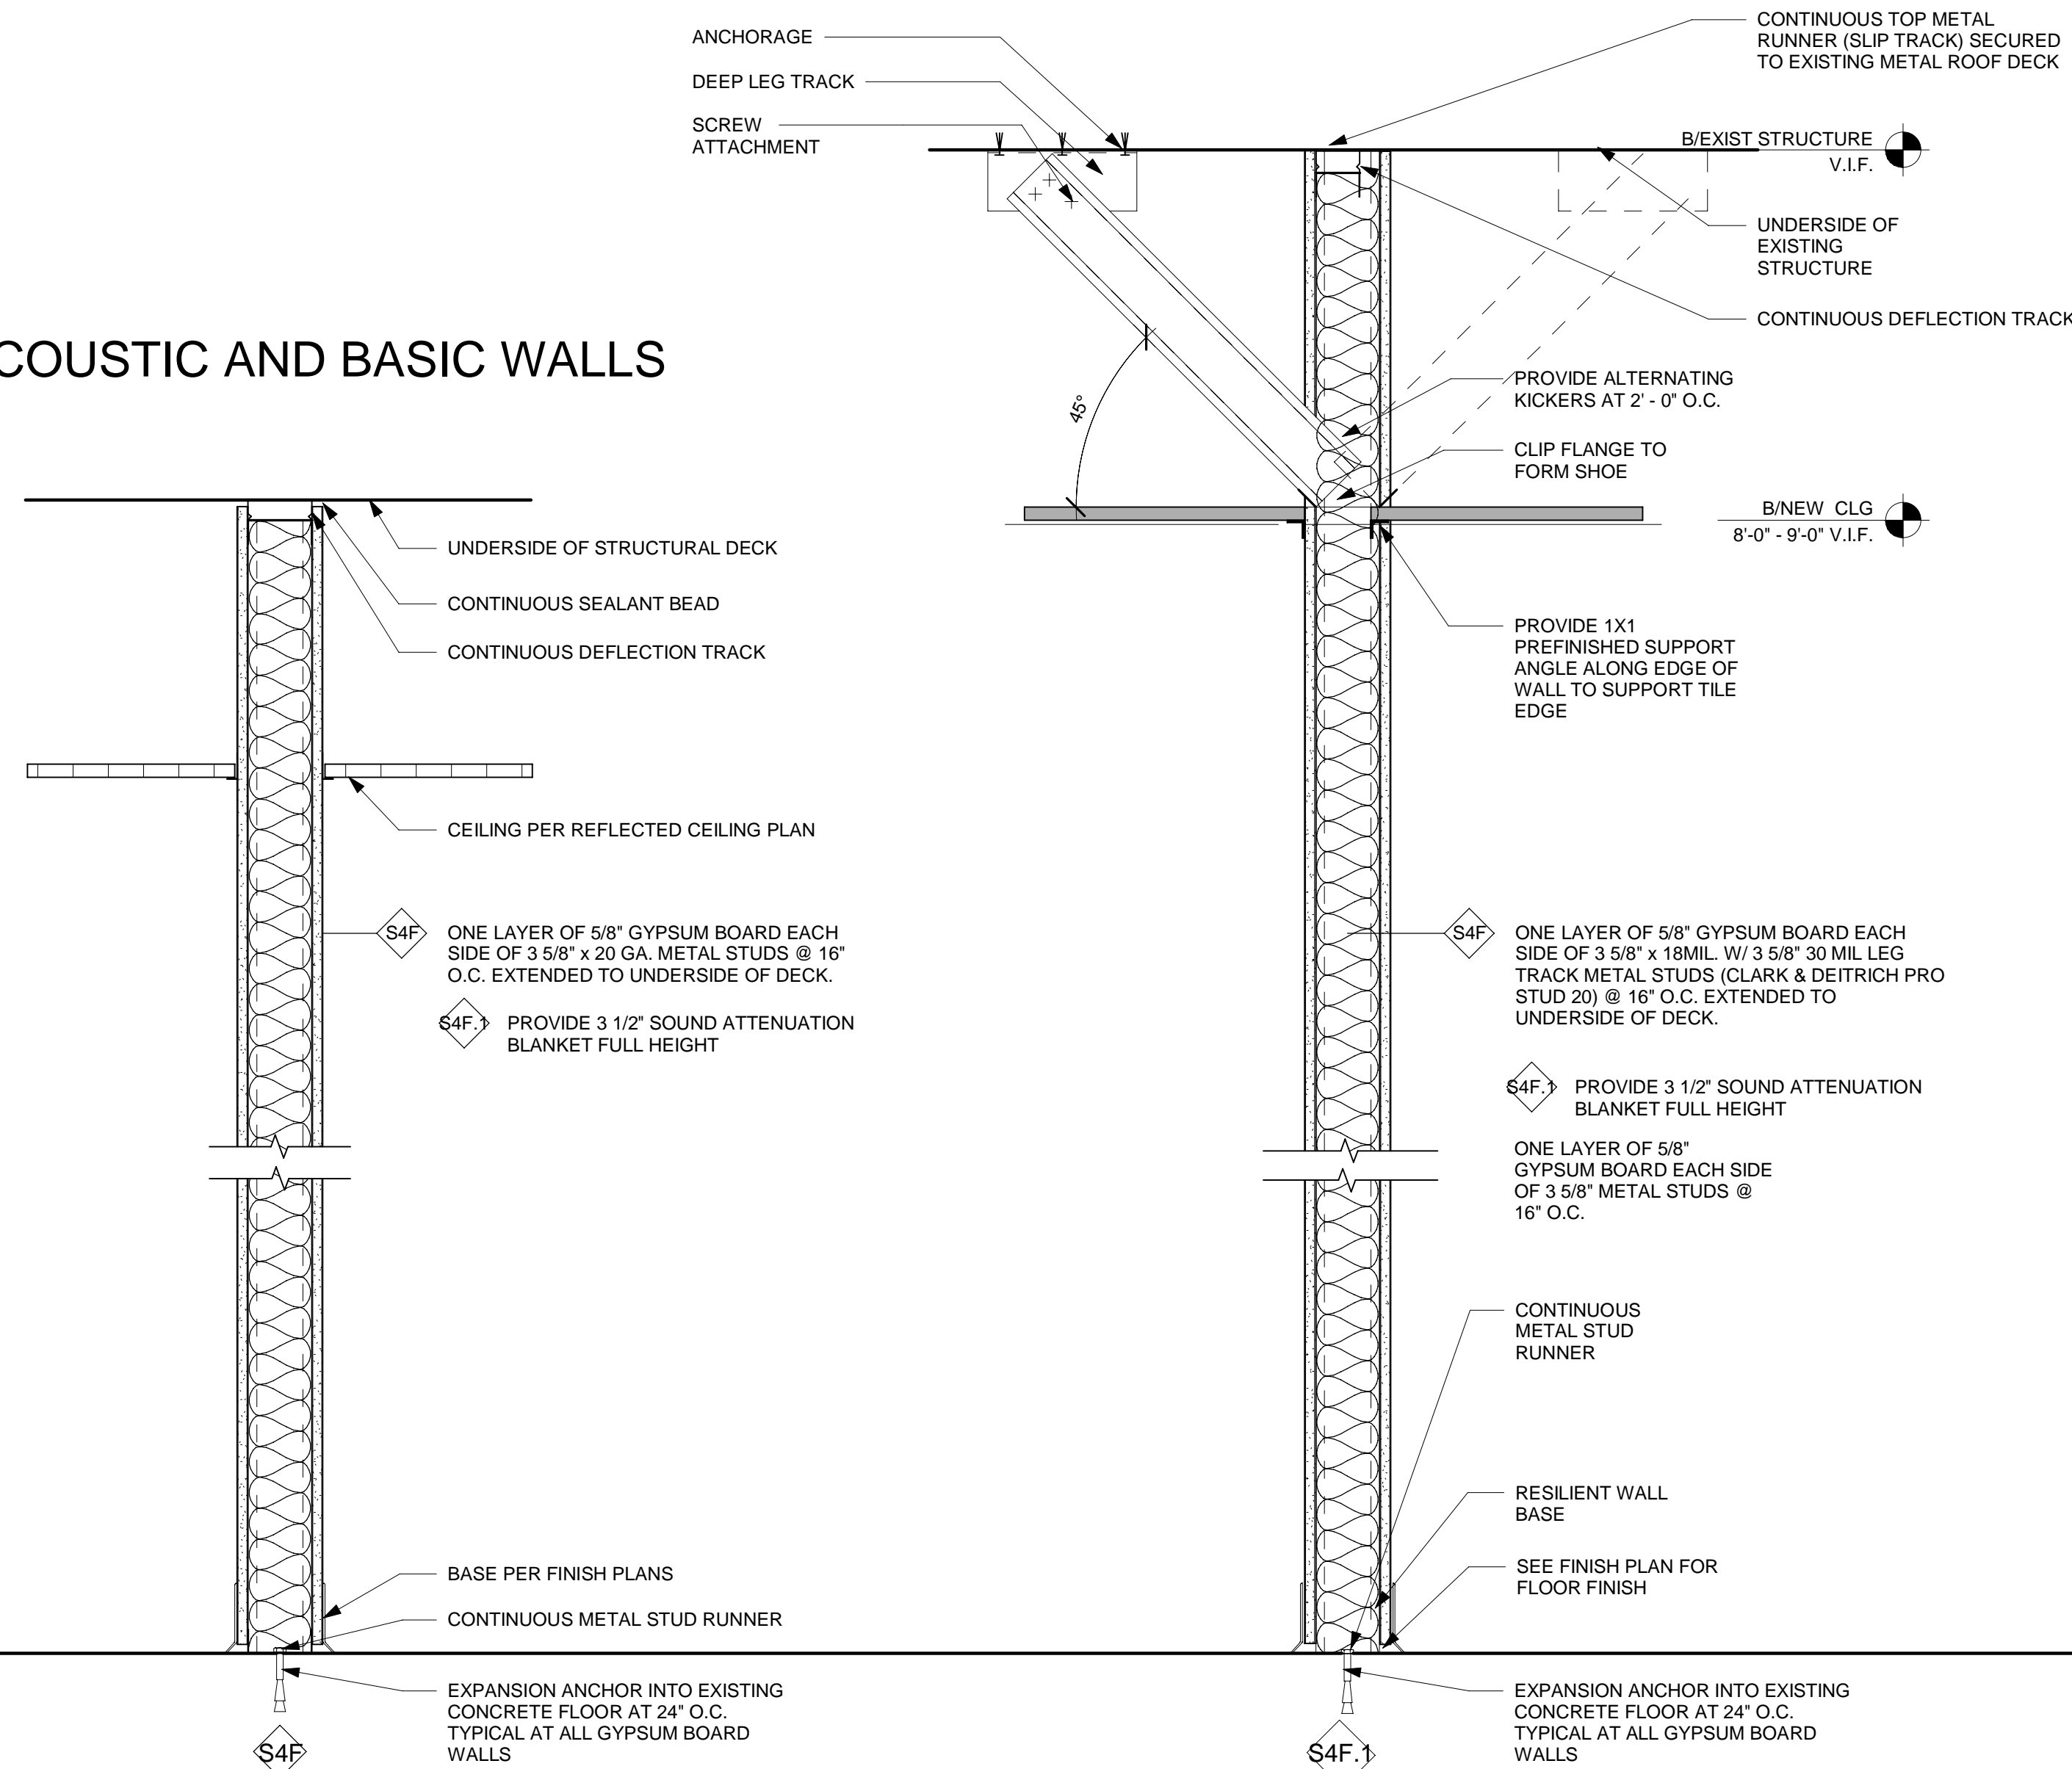 ANCHORAGE
DEEP LEG TRACK
SCREW
ATTACHMENT
CONTINUOUS TOP METAL
RUNNER (SLIP TRACK) SECURED
TO EXISTING METAL ROOF DECK
B/EXIST STRUCTURE
V.I.F.
UNDERSIDE OF
EXISTING
STRUCTURE
CONTINUOUS DEFLECTION TRACK
COUSTIC AND BASIC WALLS
45°
PROVIDE ALTERNATING
KICKERS AT 2' - 0" O.C.
CLIP FLANGE TO
FORM SHOE
B/NEW CLG
8'-0" - 9'-0" V.I.F.
UNDERSIDE OF STRUCTURAL DECK
CONTINUOUS SEALANT BEAD
CONTINUOUS DEFLECTION TRACK
PROVIDE 1X1
PREFINISHED SUPPORT
ANGLE ALONG EDGE OF
WALL TO SUPPORT TILE
EDGE
CEILING PER REFLECTED CEILING PLAN
S4F
ONE LAYER OF 5/8" GYPSUM BOARD EACH
SIDE OF 3 5/8" x 20 GA. METAL STUDS @ 16"
O.C. EXTENDED TO UNDERSIDE OF DECK.
S4F.1
PROVIDE 3 1/2" SOUND ATTENUATION
BLANKET FULL HEIGHT
S4F
ONE LAYER OF 5/8" GYPSUM BOARD EACH
SIDE OF 3 5/8" x 18MIL. W/ 3 5/8" 30 MIL LEG
TRACK METAL STUDS (CLARK & DEITRICH PRO
STUD 20) @ 16" O.C. EXTENDED TO
UNDERSIDE OF DECK.
S4F.1
PROVIDE 3 1/2" SOUND ATTENUATION
BLANKET FULL HEIGHT
ONE LAYER OF 5/8"
GYPSUM BOARD EACH SIDE
OF 3 5/8" METAL STUDS @
16" O.C.
CONTINUOUS
METAL STUD
RUNNER
RESILIENT WALL
BASE
SEE FINISH PLAN FOR
FLOOR FINISH
BASE PER FINISH PLANS
CONTINUOUS METAL STUD RUNNER
EXPANSION ANCHOR INTO EXISTING
CONCRETE FLOOR AT 24" O.C.
TYPICAL AT ALL GYPSUM BOARD
WALLS
S4F
EXPANSION ANCHOR INTO EXISTING
CONCRETE FLOOR AT 24" O.C.
TYPICAL AT ALL GYPSUM BOARD
WALLS
S4F.1